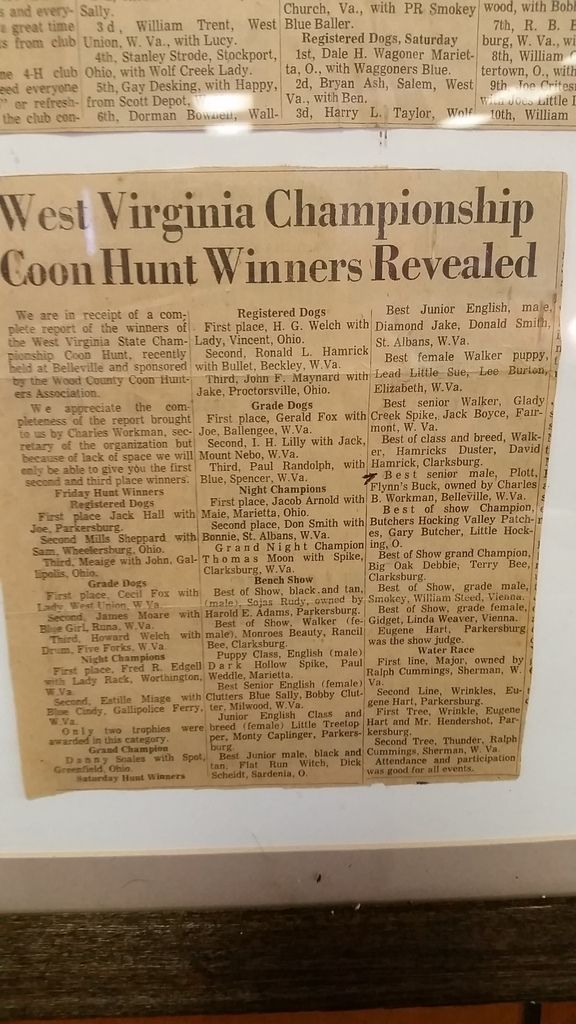 s and every-
a great time
s from club
ne 4-H club
eed everyone
" or refresh-
the club con-
Sally.
3d, William Trent, West
Union, W. Va., with Lucy.
4th, Stanley Strode, Stockport,
Ohio, with Wolf Creek Lady.
5th, Gay Desking, with Happy,
from Scott Depot, W.
6th, Dorman Bownell, Wall-
Church, Va., with PR Smokey
Blue Baller.
Registered Dogs, Saturday
1st, Dale H. Wagoner Mariet-
ta, O., with Waggoners Blue.
2d, Bryan Ash, Salem, West
Va., with Ben.
3d, Harry L. Taylor, Wolf
wood, with Bobb
7th, R. B. E
burg, W. Va., wi
8th, William
tertown, O., with
9th, Joe Crites
with Joes Little
10th, William
West Virginia Championship
Coon Hunt Winners Revealed
We are in receipt of a com-
plete report of the winners of
the West Virginia State Cham-
pionship Coon Hunt, recently
held at Belleville and sponsored
by the Wood County Coon Hunt-
ers Association.
We appreciate the com-
pleteness of the report brought
to us by Charles Workman, sec-
retary of the organization but
because of lack of space we will
only be able to give you the first
second and third place winners.
Friday Hunt Winners
Registered Dogs
First place Jack Hall with
Joe, Parkersburg.
Second Mills Sheppard with
Sam, Wheelersburg, Ohio.
Third, Meaige with John, Gal-
lipolis, Ohio.
Grade Dogs
First place, Cecil Fox with
Lady, West Union, W. Va.
Second, James Moare with
Blue Girl, Runa, W.Va.
Third, Howard Welch with
Drum, Five Forks, W. Va.
Night Champions
First place, Fred R. Edgell
with Lady Rack, Worthington,
W.Va.
Second, Estille Miage with
Blue Cindy, Gallipolice Ferry,
W.Va.
Only two trophies were
awarded in this category.
Grand Champion
Danny Scales with Spot,
Greenfield, Ohio.
Saturday Hunt Winners
Registered Dogs
First place, H. G. Welch with
Lady, Vincent, Ohio.
Second, Ronald L. Hamrick
with Bullet, Beckley, W.Va.
Third, John F. Maynard with
Jake, Proctorsville, Ohio.
Grade Dogs
First place, Gerald Fox with
Joe, Ballengee, W.Va.
Second, I. H. Lilly with Jack,
Mount Nebo, W.Va.
Third, Paul Randolph, with
Blue, Spencer, W.Va.
Night Champions
First place, Jacob Arnold with
Maie, Marietta, Ohio.
Second place, Don Smith with
Bonnie, St. Albans, W.Va.
Grand Night Champion
Thomas Moon with Spike,
Clarksburg, W.Va.
Bench Show
Best of Show, black and tan,
(male), Sojas Rudy, owned by
Harold E. Adams, Parkersburg.
Best of Show, Walker (fe-
male), Monroes Beauty, Rancil
Bee, Clarksburg.
Puppy Class, English (male)
Dark Hollow Spike, Paul
Weddle, Marietta.
Best Senior English (female)
Clutters Blue Sally, Bobby Clut-
ter, Milwood, W.Va.
Junior English Class and
breed (female) Little Treetop-
per, Monty Caplinger, Parkers-
burg.
Best Junior male, black and
tan, Flat Run Witch, Dick
Scheidt, Sardenia, O.
Best Junior English, male,
Diamond Jake, Donald Smith,
St. Albans, W.Va.
Best female Walker puppy,
Lead Little Sue, Lee Burton,
Elizabeth, W.Va.
Best senior Walker, Glady
Creek Spike, Jack Boyce, Fair-
mont, W. Va.
Best of class and breed, Walk-
er, Hamricks Duster, David
Hamrick, Clarksburg.
Best senior male, Plott,
Flynn's Buck, owned by Charles
B. Workman, Belleville, W.Va.
Best of show Champion,
Butchers Hocking Valley Patch-
es, Gary Butcher, Little Hock-
ing, O.
Best of Show grand Champion,
Big Oak Debbie, Terry Bee,
Clarksburg.
Best of Show, grade male,
Smokey, William Steed, Vienna.
Best of Show, grade female,
Gidget, Linda Weaver, Vienna.
Eugene Hart, Parkersburg
was the show judge.
Water Race
First line, Major, owned by
Ralph Cummings, Sherman, W.
Va.
Second Line, Wrinkles, Eu-
gene Hart, Parkersburg.
First Tree, Wrinkle, Eugene
Hart and Mr. Hendershot, Par-
kersburg.
Second Tree, Thunder, Ralph
Cummings, Sherman, W. Va.
Attendance and participation
was good for all events.